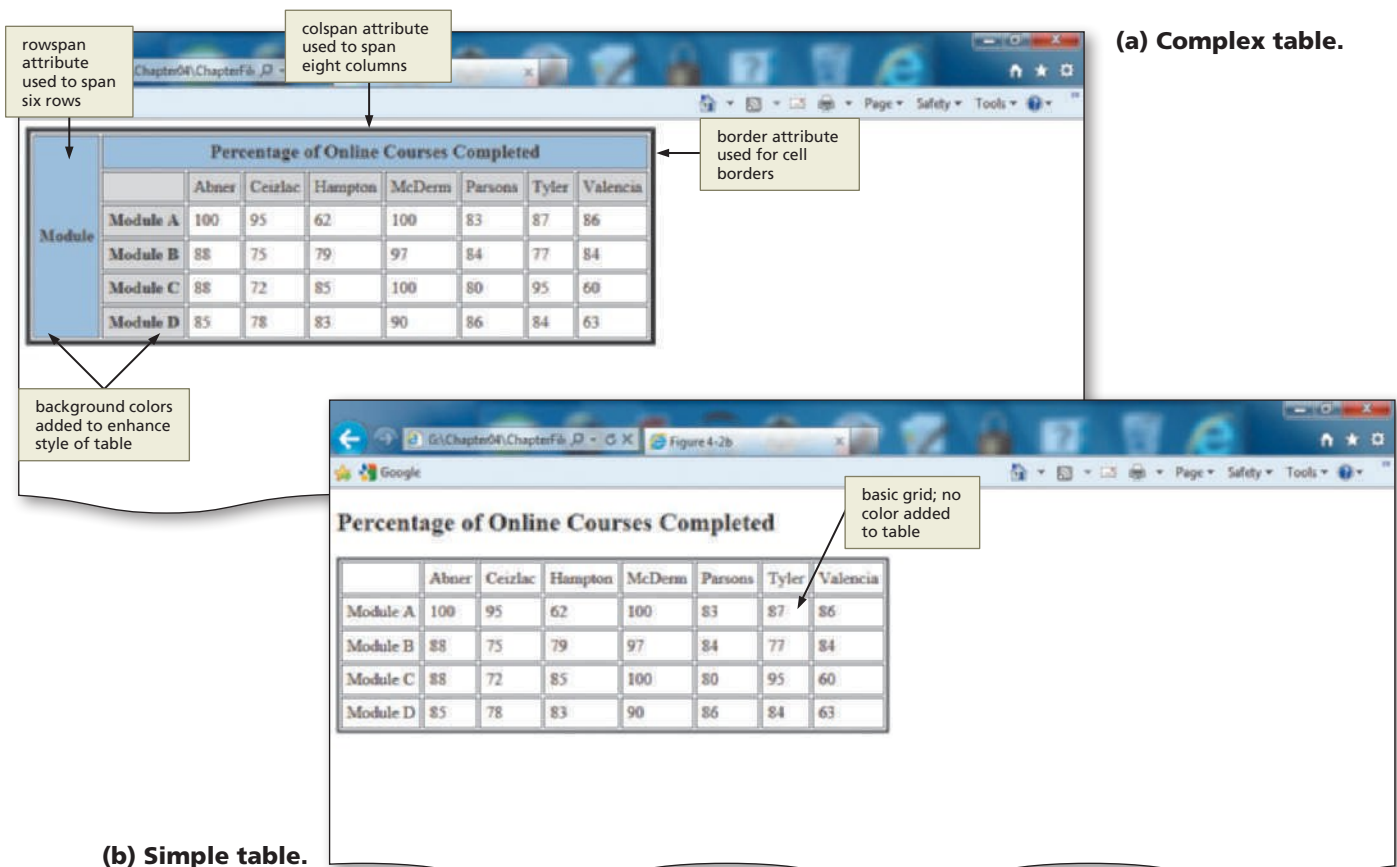 (a) Complex table.
rowspan
attribute
used to span
six rows
colspan attribute
used to span
eight columns
Chapter04\ChapterFil
Page Safety Tools
border attribute
used for cell
borders
Percentage of Online Courses Completed
Module
Abner Ceizlac Hampton McDerm Parsons Tyler Valencia
Module A 100 95 62 100 83 87 86
Module B 88 75 79 97 84 77 84
Module C 88 72 85 100 80 95 60
Module D 85 78 83 90 86 84 63
background colors
added to enhance
style of table
G:\Chapter04\ChapterFil Figure 4-2b
Google
Page Safety Tools
basic grid; no
color added
to table
Percentage of Online Courses Completed
Abner Ceizlac Hampton McDerm Parsons Tyler Valencia
Module A 100 95 62 100 83 87 86
Module B 88 75 79 97 84 77 84
Module C 88 72 85 100 80 95 60
Module D 85 78 83 90 86 84 63
(b) Simple table.